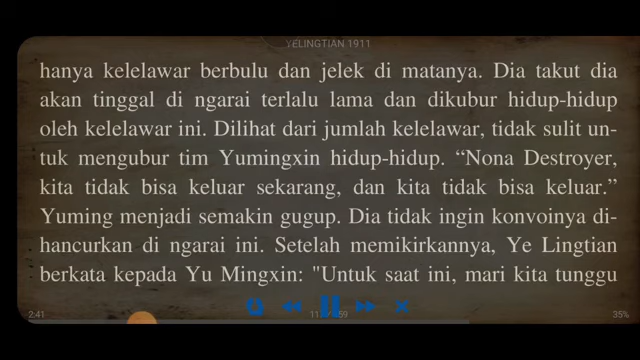 YELINGTIAN 1911
hanya kelelawar berbulu dan jelek di matanya. Dia takut dia
akan tinggal di ngarai terlalu lama dan dikubur hidup-hidup
oleh kelelawar ini. Dilihat dari jumlah kelelawar, tidak sulit un-
tuk mengubur tim Yumingxin hidup-hidup. “Nona Destroyer,
kita tidak bisa keluar sekarang, dan kita tidak bisa keluar.”
Yuming menjadi semakin gugup. Dia tidak ingin konvoinya di-
hancurkan di ngarai ini. Setelah memikirkannya, Ye Lingtian
berkata kepada Yu Mingxin: "Untuk saat ini, mari kita tunggu
2:41
35%